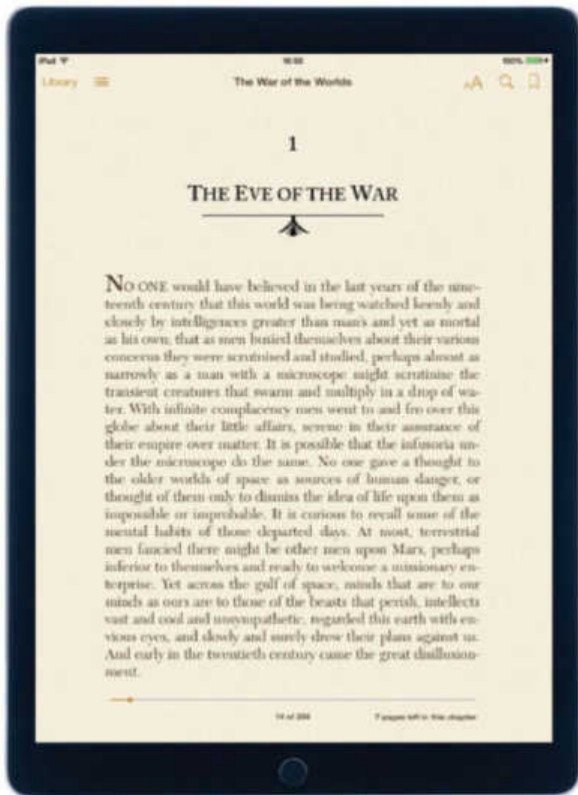 iPad
100%
Library
The War of the Worlds
AA
1
THE EVE OF THE WAR
NO ONE would have believed in the last years of the nine-
teenth century that this world was being watched keenly and
closely by intelligences greater than man's and yet as mortal
as his own; that as men busied themselves about their various
concerns they were scrutinised and studied, perhaps almost as
narrowly as a man with a microscope might scrutinise the
transient creatures that swarm and multiply in a drop of wa-
ter. With infinite complacency men went to and fro over this
globe about their little affairs, serene in their assurance of
their empire over matter. It is possible that the infusoria un-
der the microscope do the same. No one gave a thought to
the older worlds of space as sources of human danger, or
thought of them only to dismiss the idea of life upon them as
impossible or improbable. It is curious to recall some of the
mental habits of those departed days. At most, terrestrial
men fancied there might be other men upon Mars, perhaps
inferior to themselves and ready to welcome a missionary en-
terprise. Yet across the gulf of space, minds that are to our
minds as ours are to those of the beasts that perish, intellects
vast and cool and unsympathetic, regarded this earth with en-
vious eyes, and slowly and surely drew their plans against us.
And early in the twentieth century came the great disillusion-
ment.
14 of
7 pages left in this chapter